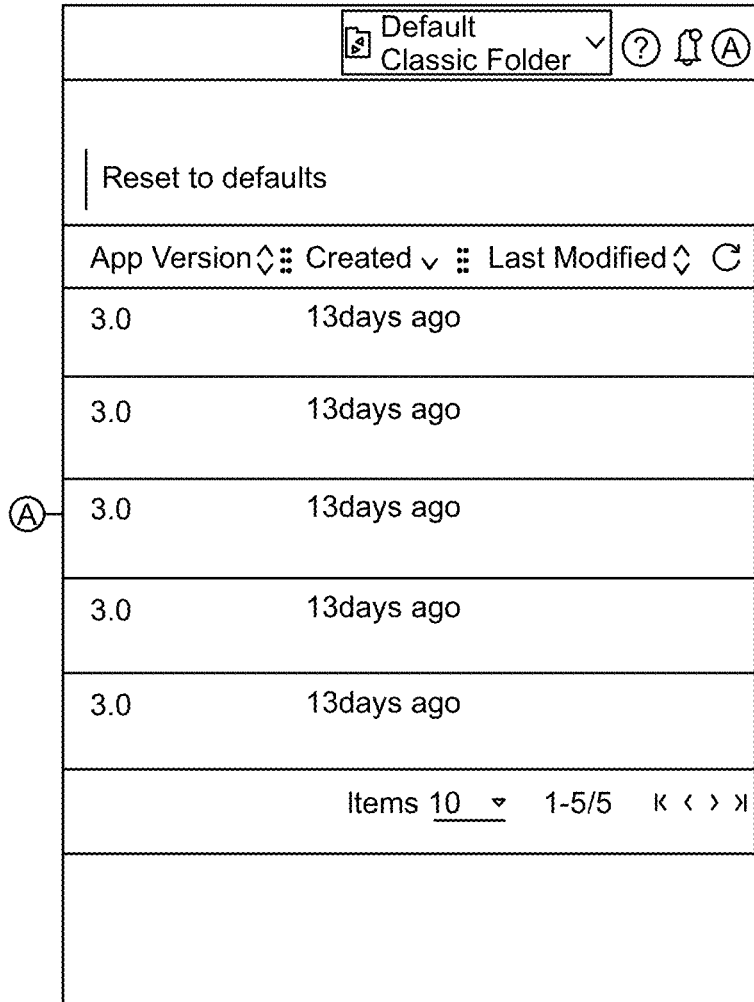 Default
Classic Folder
? A
Reset to defaults
App Version Created Last Modified
3.0 13days ago
3.0 13days ago
A 3.0 13days ago
3.0 13days ago
3.0 13days ago
Items 10 1-5/5